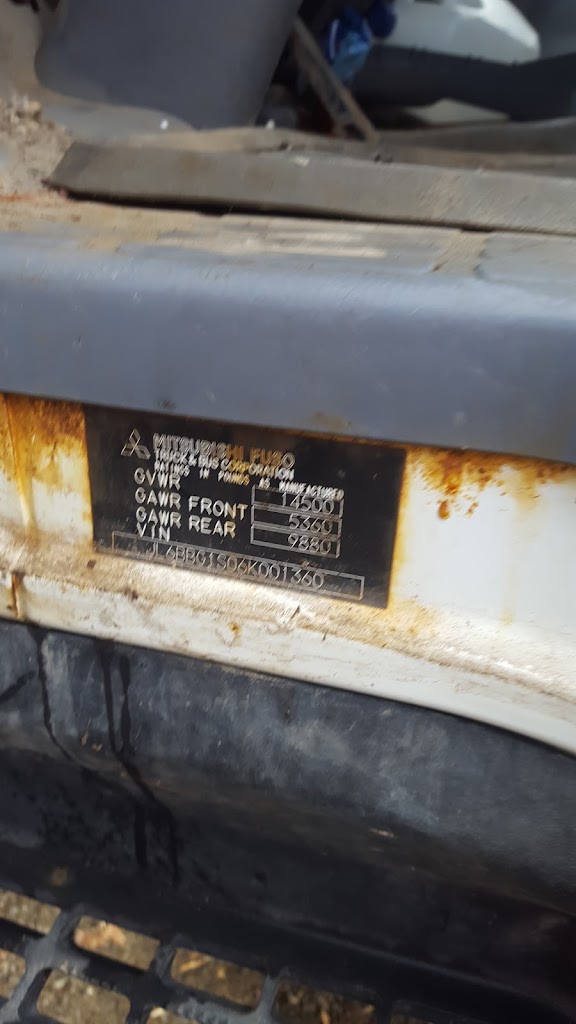 MITSUBISHI FUSO
TRUCK & BUS CORPORATION
RATINGS IN POUNDS AS MANUFACTURED
GVWR 14500
GAWR FRONT 5360
GAWR REAR 9880
VIN
JL6BBG1S06K001360